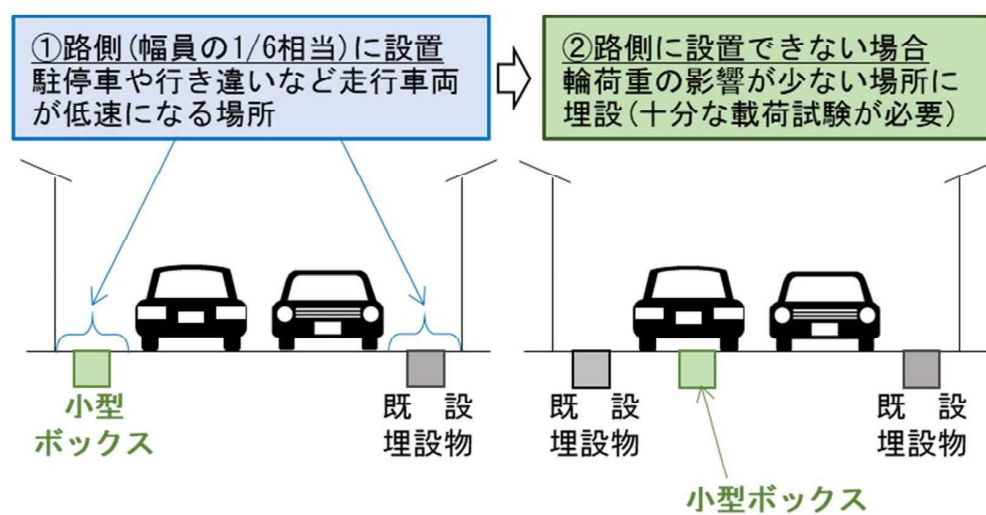 ①路側(幅員の1/6相当)に設置
駐停車や行き違いなど走行車両
が低速になる場所
②路側に設置できない場合
輪荷重の影響が少ない場所に
埋設(十分な載荷試験が必要)
小型
ボックス
既 設
埋設物
既 設
埋設物
既 設
埋設物
小型ボックス